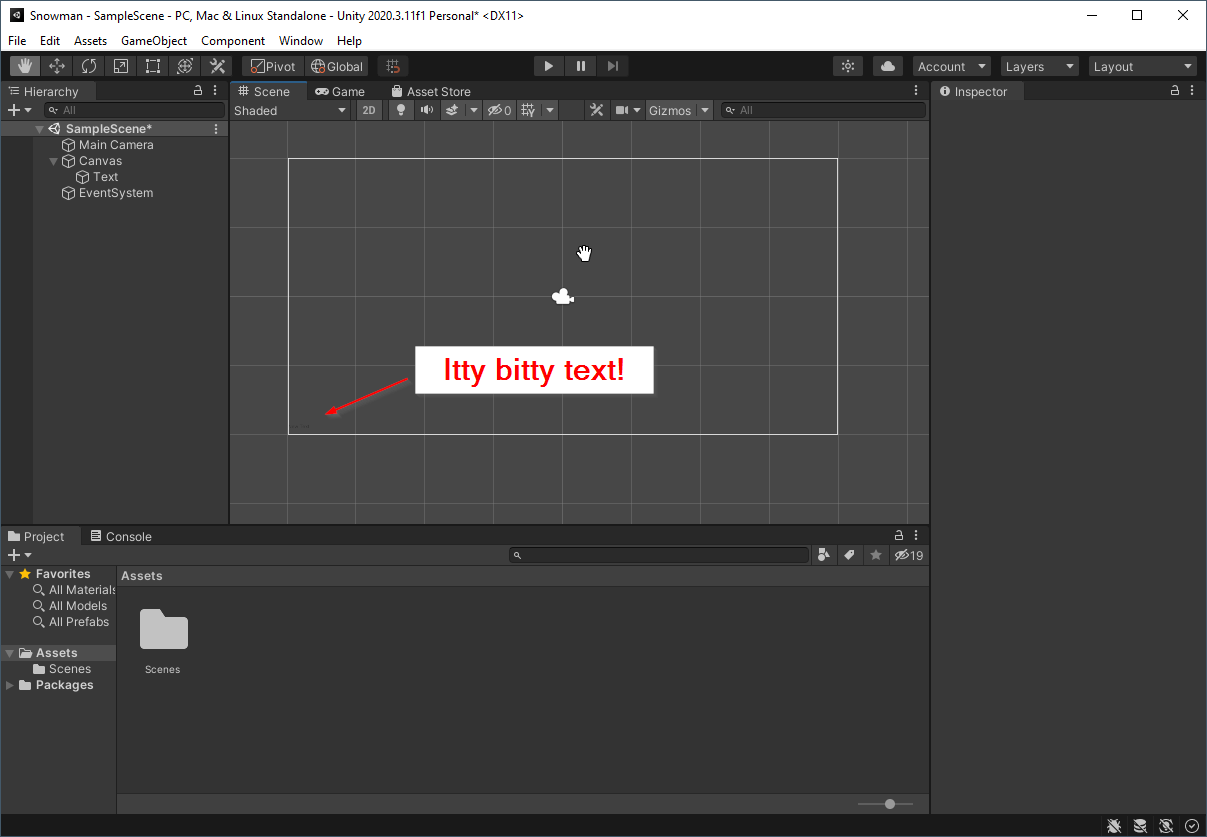 Snowman - SampleScene - PC, Mac & Linux Standalone - Unity 2020.3.11f1 Personal* <DX11>
File Edit Assets GameObject Component Window Help
Pivot Global Account Layers Layout
Hierarchy
All
SampleScene*
Main Camera
Canvas
Text
EventSystem
Scene Game Asset Store
Shaded 2D 0 Gizmos All
Itty bitty text!
Inspector
Project Console
19
Favorites
All Materials
All Models
All Prefabs
Assets
Scenes
Packages
Assets
Scenes